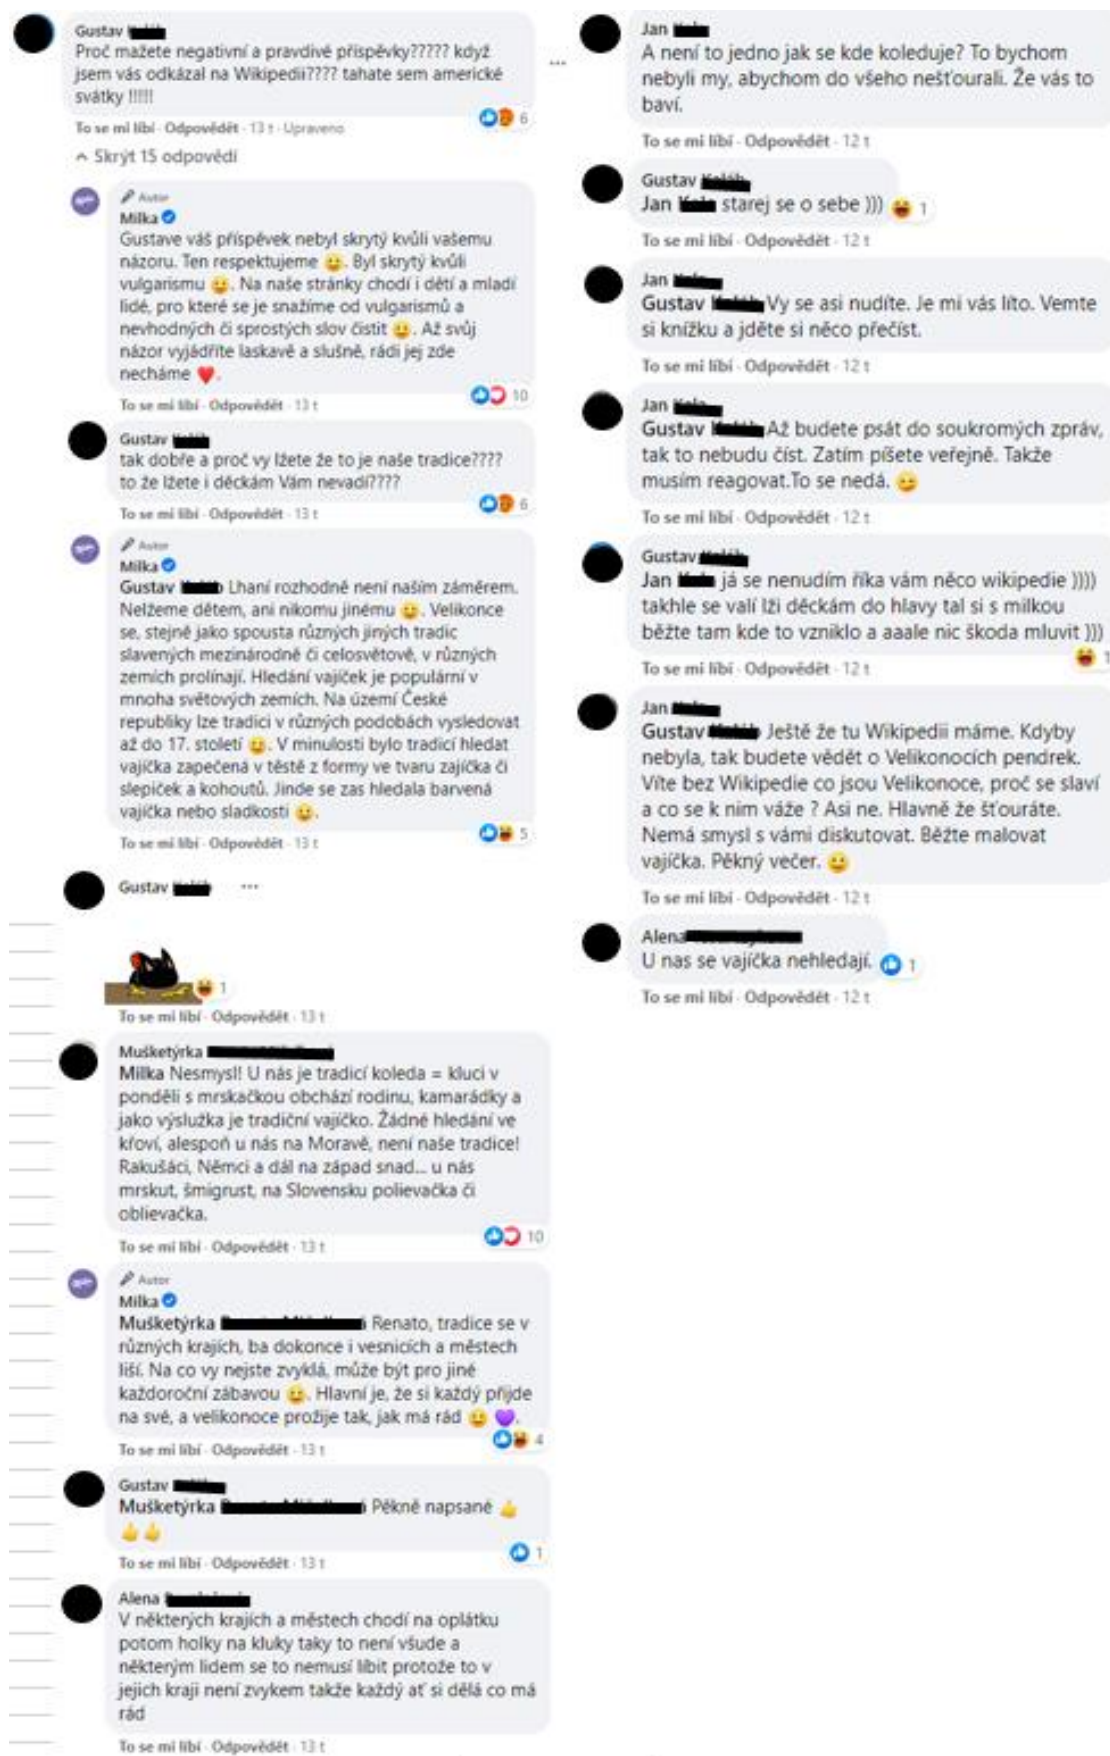 Gustav
Proč mažete negativní a pravdivé příspěvky????? když
jsem vás odkázal na Wikipedii???? tahate sem americké
svátky !!!!!
6
To se mi líbí · Odpovědět · 13 t · Upraveno
Skrýt 15 odpovědí
Autor
Milka
Gustave váš příspěvek nebyl skrytý kvůli vašemu
názoru. Ten respektujeme 🙂. Byl skrytý kvůli
vulgarismu 🙂. Na naše stránky chodí i dětí a mladí
lidé, pro které se je snažíme od vulgarismů a
nevhodných či sprostých slov čistit 🙂. Až svůj
názor vyjádříte laskavě a slušně, rádi jej zde
necháme ❤️.
10
To se mi líbí · Odpovědět · 13 t
Gustav
tak dobře a proč vy lžete že to je naše tradice????
to že lžete i děckám Vám nevadí????
6
To se mi líbí · Odpovědět · 13 t
Autor
Milka
Gustav Lhaní rozhodně není naším záměrem.
Nelžeme dětem, ani nikomu jinému 🙂. Velikonce
se, stejně jako spousta různých jiných tradic
slavených mezinárodně či celosvětově, v různých
zemích prolínají. Hledání vajíček je populární v
mnoha světových zemích. Na území České
republiky lze tradici v různých podobách vysledovat
až do 17. století 🙂. V minulosti bylo tradicí hledat
vajíčka zapečená v těstě z formy ve tvaru zajíčka či
slepiček a kohoutů. Jinde se zas hledala barvená
vajíčka nebo sladkosti 🙂.
5
To se mi líbí · Odpovědět · 13 t
Gustav
1
To se mi líbí · Odpovědět · 13 t
Mušketýrka
Milka Nesmysl! U nás je tradicí koleda = kluci v
pondělí s mrskačkou obchází rodinu, kamarádky a
jako výslužka je tradiční vajíčko. Žádné hledání ve
křoví, alespoň u nás na Moravě, není naše tradice!
Rakušáci, Němci a dál na západ snad... u nás
mrskut, šmigrust, na Slovensku polievačka či
oblievačka.
10
To se mi líbí · Odpovědět · 13 t
Autor
Milka
Mušketýrka Renato, tradice se v
různých krajích, ba dokonce i vesnicích a městech
liší. Na co vy nejste zvyklá, může být pro jiné
každoroční zábavou 🙂. Hlavní je, že si každý přijde
na své, a velikonoce prožije tak, jak má rád 🙂 💜.
4
To se mi líbí · Odpovědět · 13 t
Gustav
Mušketýrka Pěkně napsané 👍
👍👍
1
To se mi líbí · Odpovědět · 13 t
Alena
V některých krajích a městech chodí na oplátku
potom holky na kluky taky to není všude a
některým lidem se to nemusí líbit protože to v
jejich kraji není zvykem takže každý ať si dělá co má
rád
To se mi líbí · Odpovědět · 13 t
Jan
A není to jedno jak se kde koleduje? To bychom
nebyli my, abychom do všeho nešťourali. Že vás to
baví.
To se mi líbí · Odpovědět · 12 t
Gustav
Jan starej se o sebe ))) 1
To se mi líbí · Odpovědět · 12 t
Jan
Gustav Vy se asi nudíte. Je mi vás líto. Vemte
si knížku a jděte si něco přečíst.
To se mi líbí · Odpovědět · 12 t
Jan
Gustav Až budete psát do soukromých zpráv,
tak to nebudu číst. Zatím píšete veřejně. Takže
musím reagovat.To se nedá. 😏
To se mi líbí · Odpovědět · 12 t
Gustav
Jan já se nenudím říka vám něco wikipedie ))))
takhle se valí lži děckám do hlavy tal si s milkou
běžte tam kde to vzniklo a aaale nic škoda mluvit )))
1
To se mi líbí · Odpovědět · 12 t
Jan
Gustav Ještě že tu Wikipedii máme. Kdyby
nebyla, tak budete vědět o Velikonocích pendrek.
Víte bez Wikipedie co jsou Velikonoce, proč se slaví
a co se k nim váže ? Asi ne. Hlavně že šťouráte.
Nemá smysl s vámi diskutovat. Běžte malovat
vajíčka. Pěkný večer. 🙂
To se mi líbí · Odpovědět · 12 t
Alena
U nas se vajíčka nehledají. 1
To se mi líbí · Odpovědět · 12 t